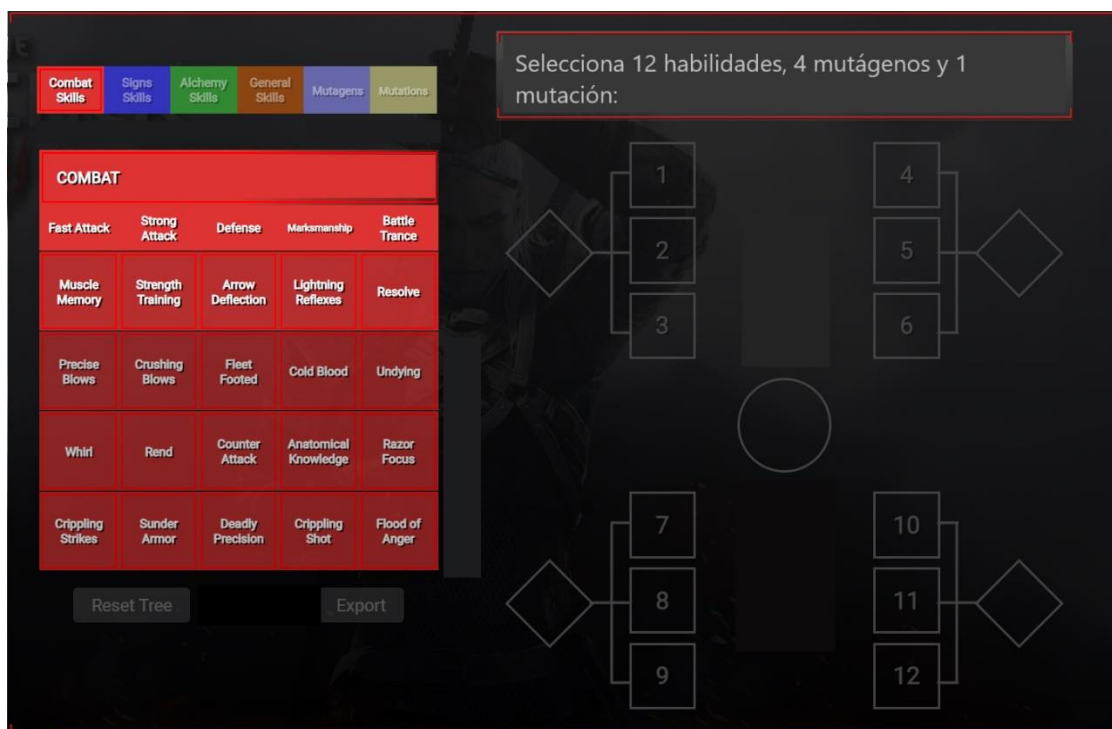 Selecciona 12 habilidades, 4 mutágenos y 1
mutación:
Combat
Skills
Signs
Skills
Alchemy
Skills
General
Skills
Mutagens
Mutations
COMBAT
Fast Attack
Strong
Attack
Defense
Marksmanship
Battle
Trance
Muscle
Memory
Strength
Training
Arrow
Deflection
Lightning
Reflexes
Resolve
Precise
Blows
Crushing
Blows
Fleet
Footed
Cold Blood
Undying
Whirl
Rend
Counter
Attack
Anatomical
Knowledge
Razor
Focus
Crippling
Strikes
Sunder
Armor
Deadly
Precision
Crippling
Shot
Flood of
Anger
Reset Tree
Export
1
2
3
4
5
6
7
8
9
10
11
12